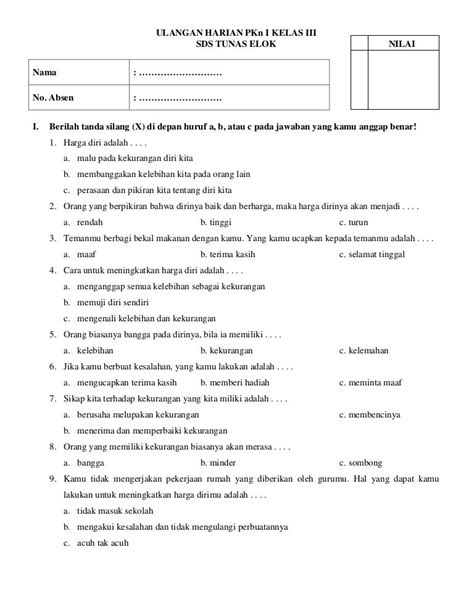 ULANGAN HARIAN PKn I KELAS III
SDS TUNAS ELOK
NILAI
Nama : ............................
No. Absen : ............................
I. Berilah tanda silang (X) di depan huruf a, b, atau c pada jawaban yang kamu anggap benar!
1. Harga diri adalah . . . .
a. malu pada kekurangan diri kita
b. membanggakan kelebihan kita pada orang lain
c. perasaan dan pikiran kita tentang diri kita
2. Orang yang berpikiran bahwa dirinya baik dan berharga, maka harga dirinya akan menjadi . . . .
a. rendah b. tinggi c. turun
3. Temanmu berbagi bekal makanan dengan kamu. Yang kamu ucapkan kepada temanmu adalah . . . .
a. maaf b. terima kasih c. selamat tinggal
4. Cara untuk meningkatkan harga diri adalah . . . .
a. menganggap semua kelebihan sebagai kekurangan
b. memuji diri sendiri
c. mengenali kelebihan dan kekurangan
5. Orang biasanya bangga pada dirinya, bila ia memiliki . . . .
a. kelebihan b. kekurangan c. kelemahan
6. Jika kamu berbuat kesalahan, yang kamu lakukan adalah . . . .
a. mengucapkan terima kasih b. memberi hadiah c. meminta maaf
7. Sikap kita terhadap kekurangan yang kita miliki adalah . . . .
a. berusaha melupakan kekurangan c. membencinya
b. menerima dan memperbaiki kekurangan
8. Orang yang memiliki kekurangan biasanya akan merasa . . . .
a. bangga b. minder c. sombong
9. Kamu tidak mengerjakan pekerjaan rumah yang diberikan oleh gurumu. Hal yang dapat kamu
lakukan untuk meningkatkan harga dirimu adalah . . . .
a. tidak masuk sekolah
b. mengakui kesalahan dan tidak mengulangi perbuatannya
c. acuh tak acuh